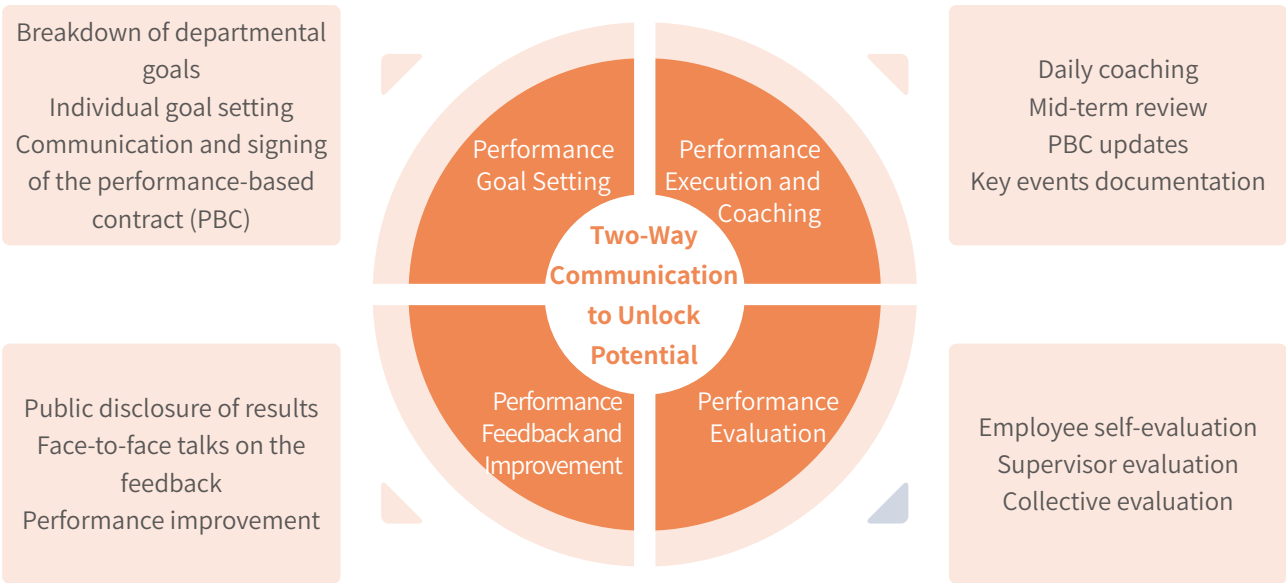 Breakdown of departmental
goals
Individual goal setting
Communication and signing
of the performance-based
contract (PBC)
Performance
Goal Setting
Performance
Execution and
Coaching
Daily coaching
Mid-term review
PBC updates
Key events documentation
Two-Way
Communication
to Unlock
Potential
Public disclosure of results
Face-to-face talks on the
feedback
Performance improvement
Performance
Feedback and
Improvement
Performance
Evaluation
Employee self-evaluation
Supervisor evaluation
Collective evaluation